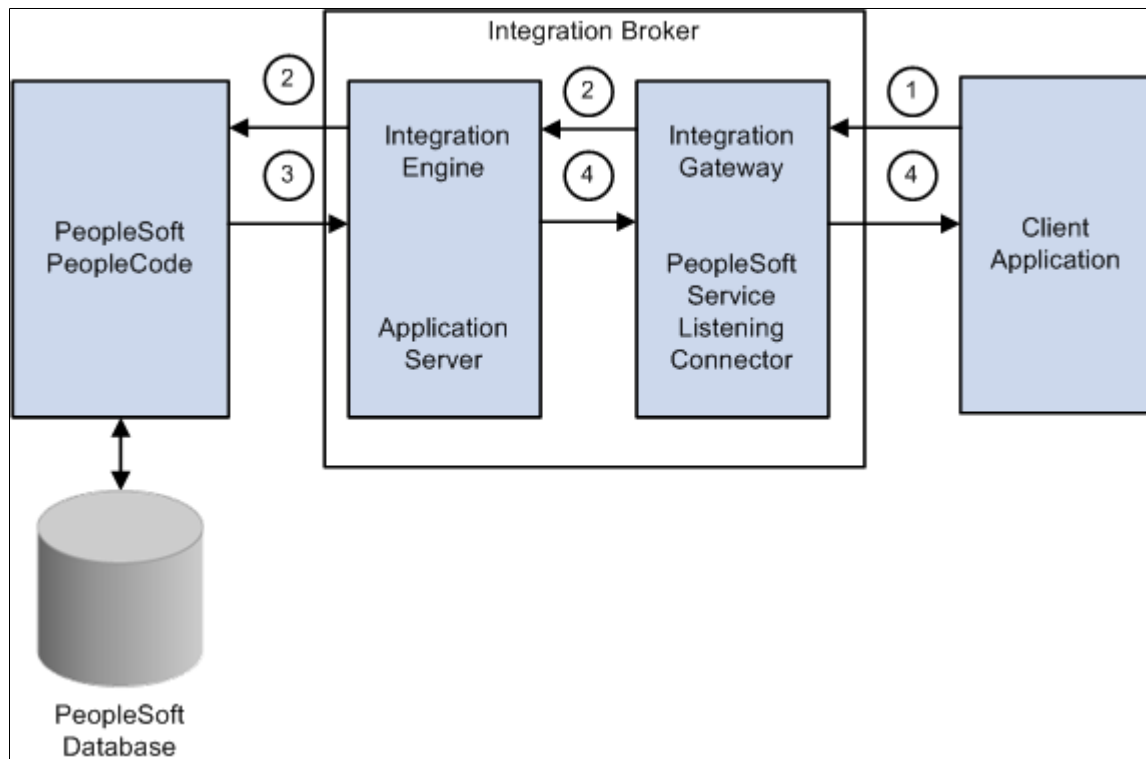 Integration Broker
2
2
1
3
4
4
PeopleSoft
PeopleCode
Integration
Engine
Application
Server
Integration
Gateway
PeopleSoft
Service
Listening
Connector
Client
Application
PeopleSoft
Database